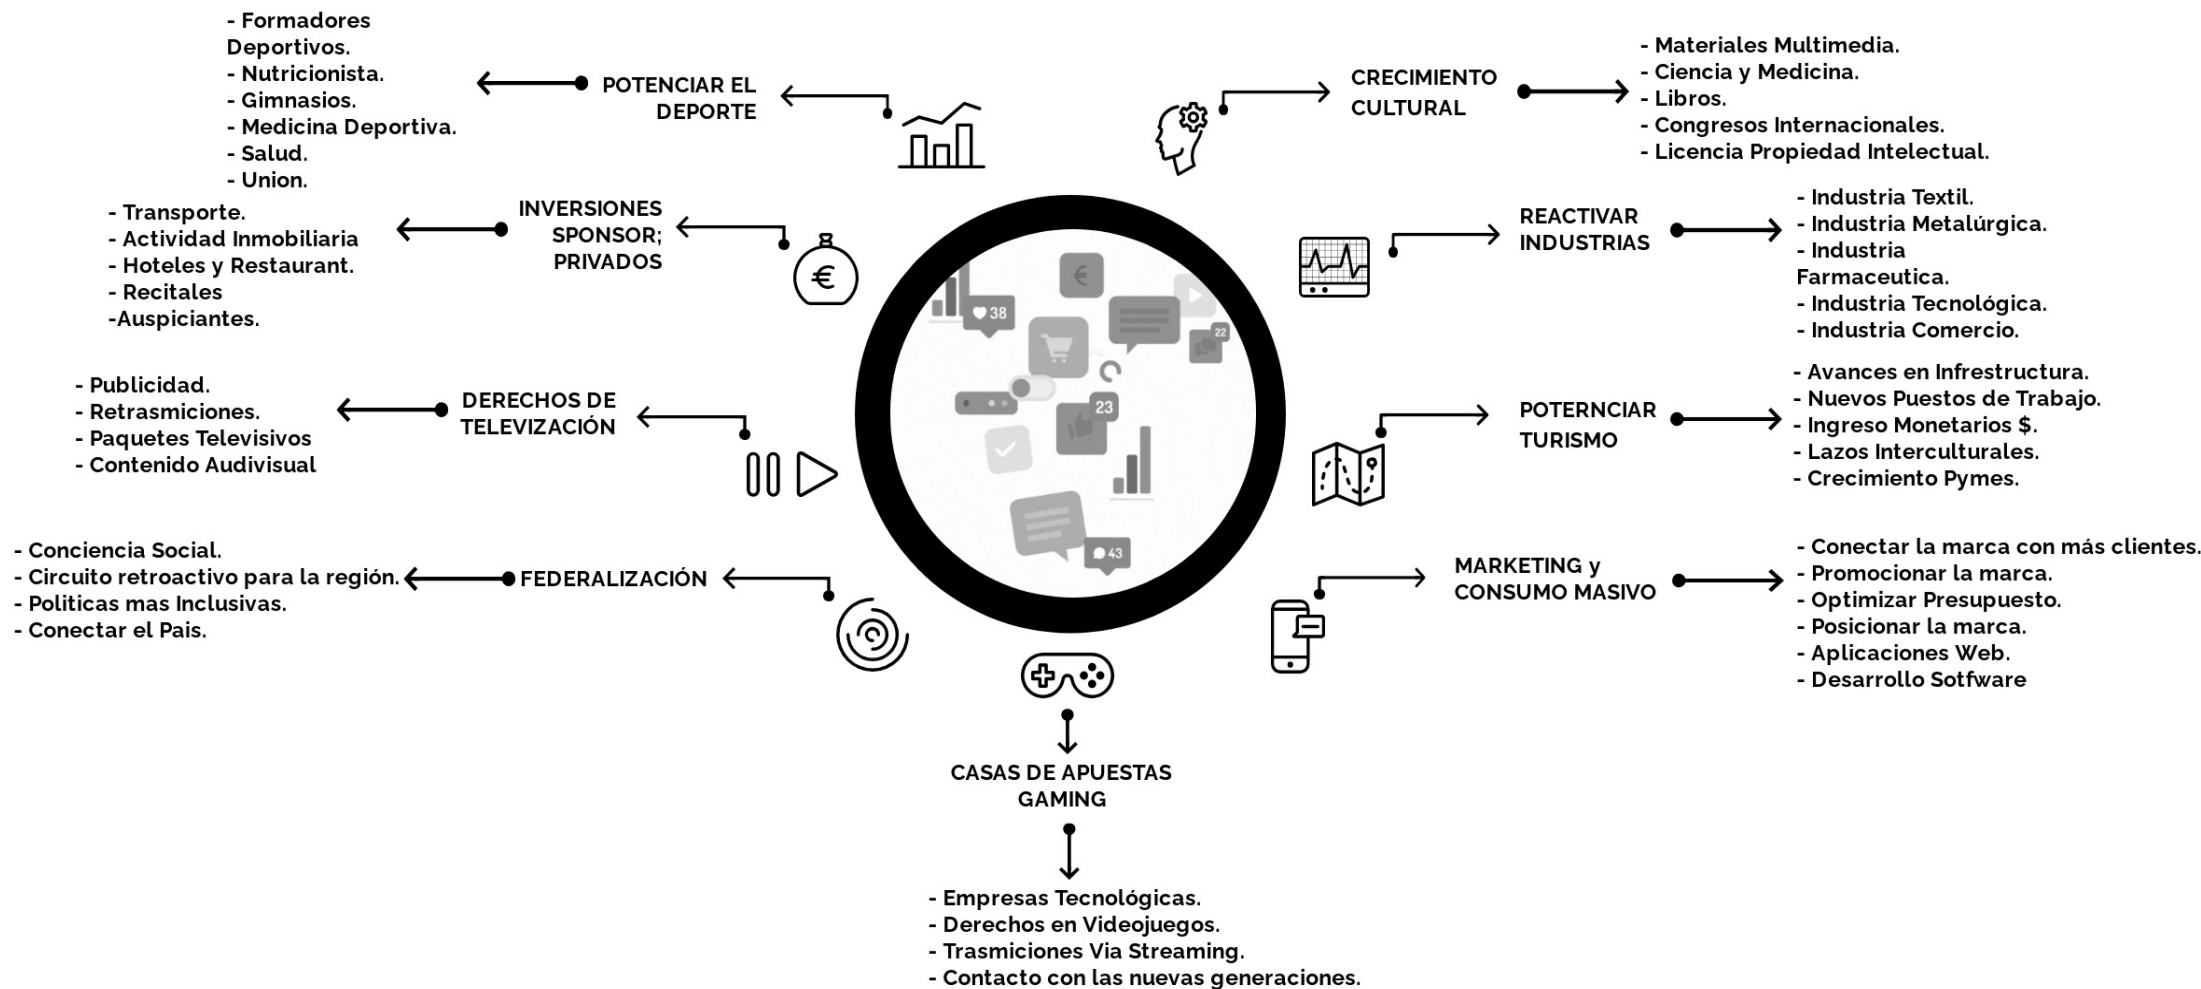 - Formadores
Deportivos.
- Nutricionista.
- Gimnasios.
- Medicina Deportiva.
- Salud.
- Union.
POTENCIAR EL
DEPORTE
- Transporte.
- Actividad Inmobiliaria
- Hoteles y Restaurant.
- Recitales
-Auspiciantes.
INVERSIONES
SPONSOR;
PRIVADOS
€
- Publicidad.
- Retrasmiciones.
- Paquetes Televisivos
- Contenido Audivisual
DERECHOS DE
TELEVIZACIÓN
- Conciencia Social.
- Circuito retroactivo para la región.
- Politicas mas Inclusivas.
- Conectar el Pais.
FEDERALIZACIÓN
€
38
22
23
43
CRECIMIENTO
CULTURAL
- Materiales Multimedia.
- Ciencia y Medicina.
- Libros.
- Congresos Internacionales.
- Licencia Propiedad Intelectual.
REACTIVAR
INDUSTRIAS
- Industria Textil.
- Industria Metalúrgica.
- Industria
Farmaceutica.
- Industria Tecnológica.
- Industria Comercio.
POTERNCIAR
TURISMO
- Avances en Infrestructura.
- Nuevos Puestos de Trabajo.
- Ingreso Monetarios $.
- Lazos Interculturales.
- Crecimiento Pymes.
MARKETING y
CONSUMO MASIVO
- Conectar la marca con más clientes.
- Promocionar la marca.
- Optimizar Presupuesto.
- Posicionar la marca.
- Aplicaciones Web.
- Desarrollo Sotfware
CASAS DE APUESTAS
GAMING
- Empresas Tecnológicas.
- Derechos en Videojuegos.
- Trasmiciones Via Streaming.
- Contacto con las nuevas generaciones.